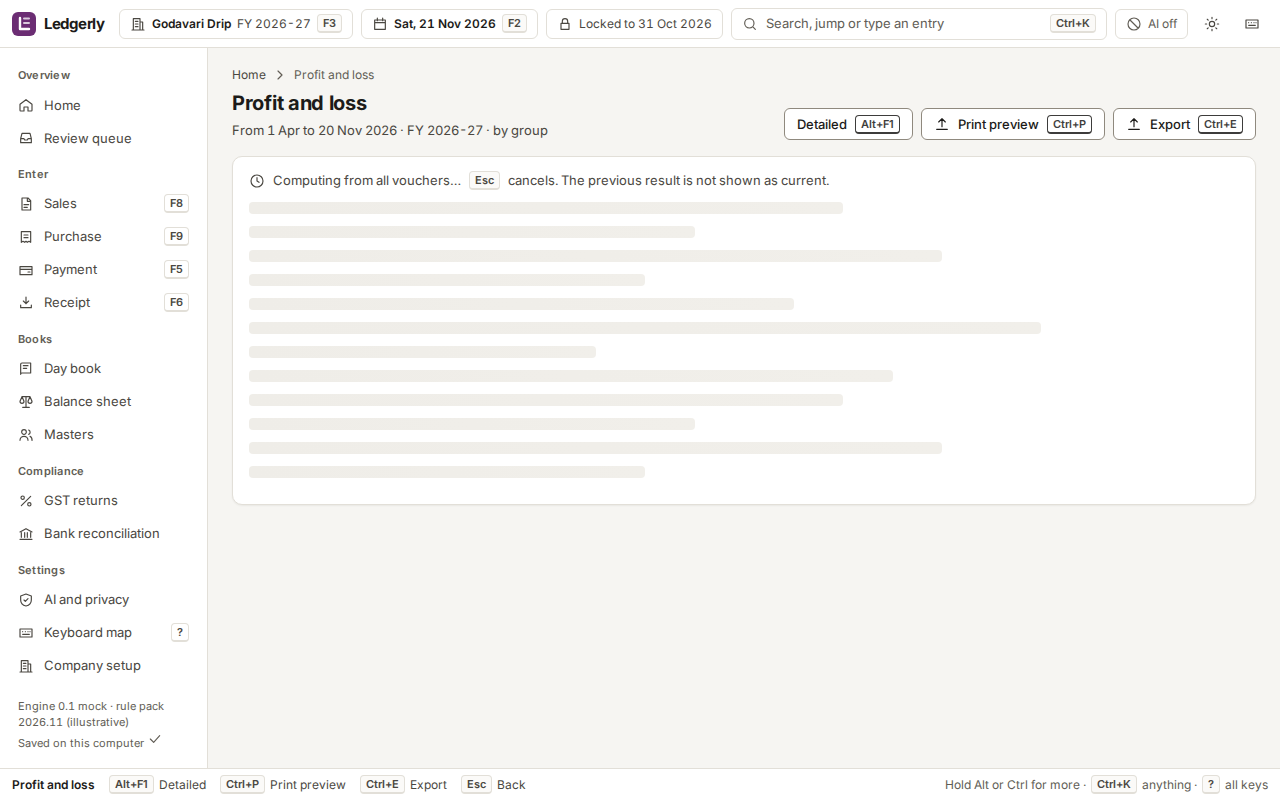 Ledgerly
Godavari Drip FY 2026-27 F3
Sat, 21 Nov 2026 F2
Locked to 31 Oct 2026
Search, jump or type an entry Ctrl+K
AI off
Overview
Home
Review queue
Enter
Sales F8
Purchase F9
Payment F5
Receipt F6
Books
Day book
Balance sheet
Masters
Compliance
GST returns
Bank reconciliation
Settings
AI and privacy
Keyboard map ?
Company setup
Engine 0.1 mock · rule pack
2026.11 (illustrative)
Saved on this computer
Home Profit and loss
Profit and loss
From 1 Apr to 20 Nov 2026 · FY 2026-27 · by group
Detailed Alt+F1
Print preview Ctrl+P
Export Ctrl+E
Computing from all vouchers... Esc cancels. The previous result is not shown as current.
Profit and loss Alt+F1 Detailed Ctrl+P Print preview Ctrl+E Export Esc Back
Hold Alt or Ctrl for more · Ctrl+K anything · ? all keys